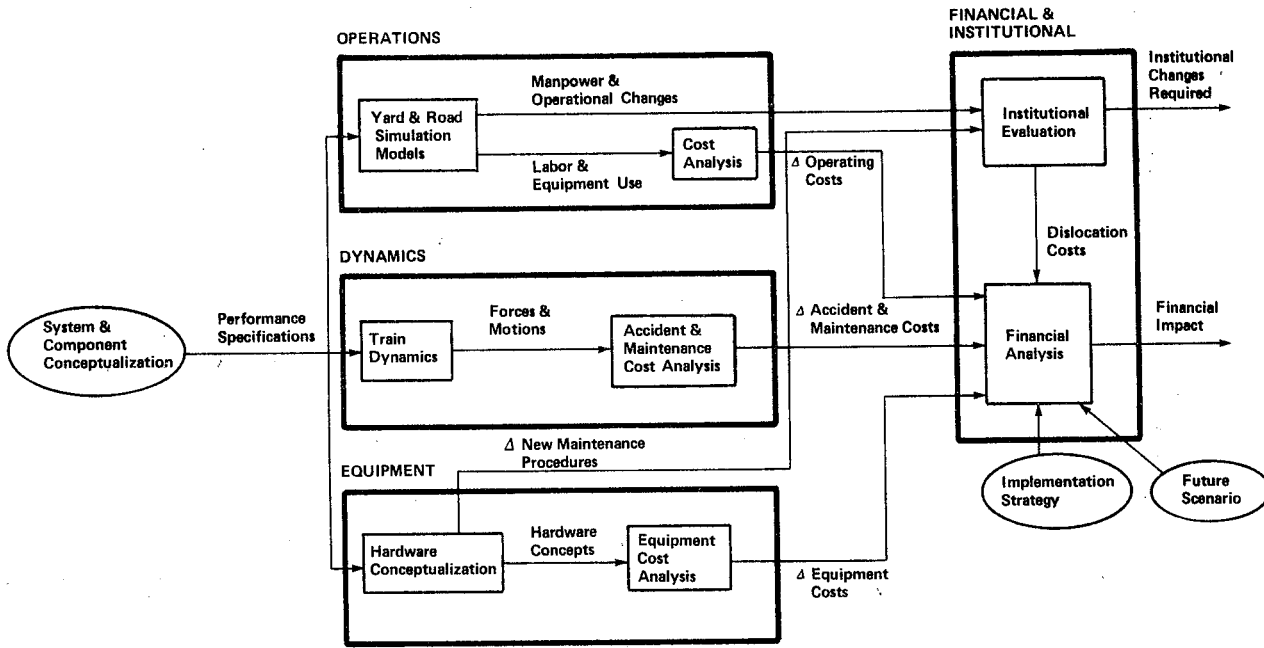 FINANCIAL &
INSTITUTIONAL
OPERATIONS
Institutional
Changes
Required
Manpower &
Operational Changes
Yard & Road
Simulation
Models
Institutional
Evaluation
Cost
Analysis
Labor &
Equipment Use
Δ Operating
Costs
Dislocation
Costs
DYNAMICS
Forces &
Motions
Δ Accident &
Maintenance Costs
Financial
Impact
System &
Component
Conceptualization
Performance
Specifications
Train
Dynamics
Accident &
Maintenance
Cost Analysis
Financial
Analysis
Δ New Maintenance
Procedures
EQUIPMENT
Implementation
Strategy
Future
Scenario
Hardware
Conceptualization
Hardware
Concepts
Equipment
Cost
Analysis
Δ Equipment
Costs